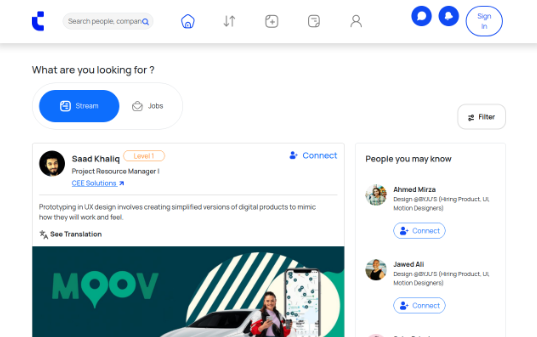 Search people, compani
Sign
In
What are you looking for ?
Stream
Jobs
Filter
Saad Khaliq
Level 1
Project Resource Manager I
CEE Solutions
Connect
Prototyping in UX design involves creating simplified versions of digital products to mimic
how they will work and feel.
See Translation
MOOV
People you may know
Ahmed Mirza
Design @BYJU'S (Hiring Product, UI,
Motion Designers)
Connect
Jawed Ali
Design @BYJU'S (Hiring Product, UI,
Motion Designers)
Connect